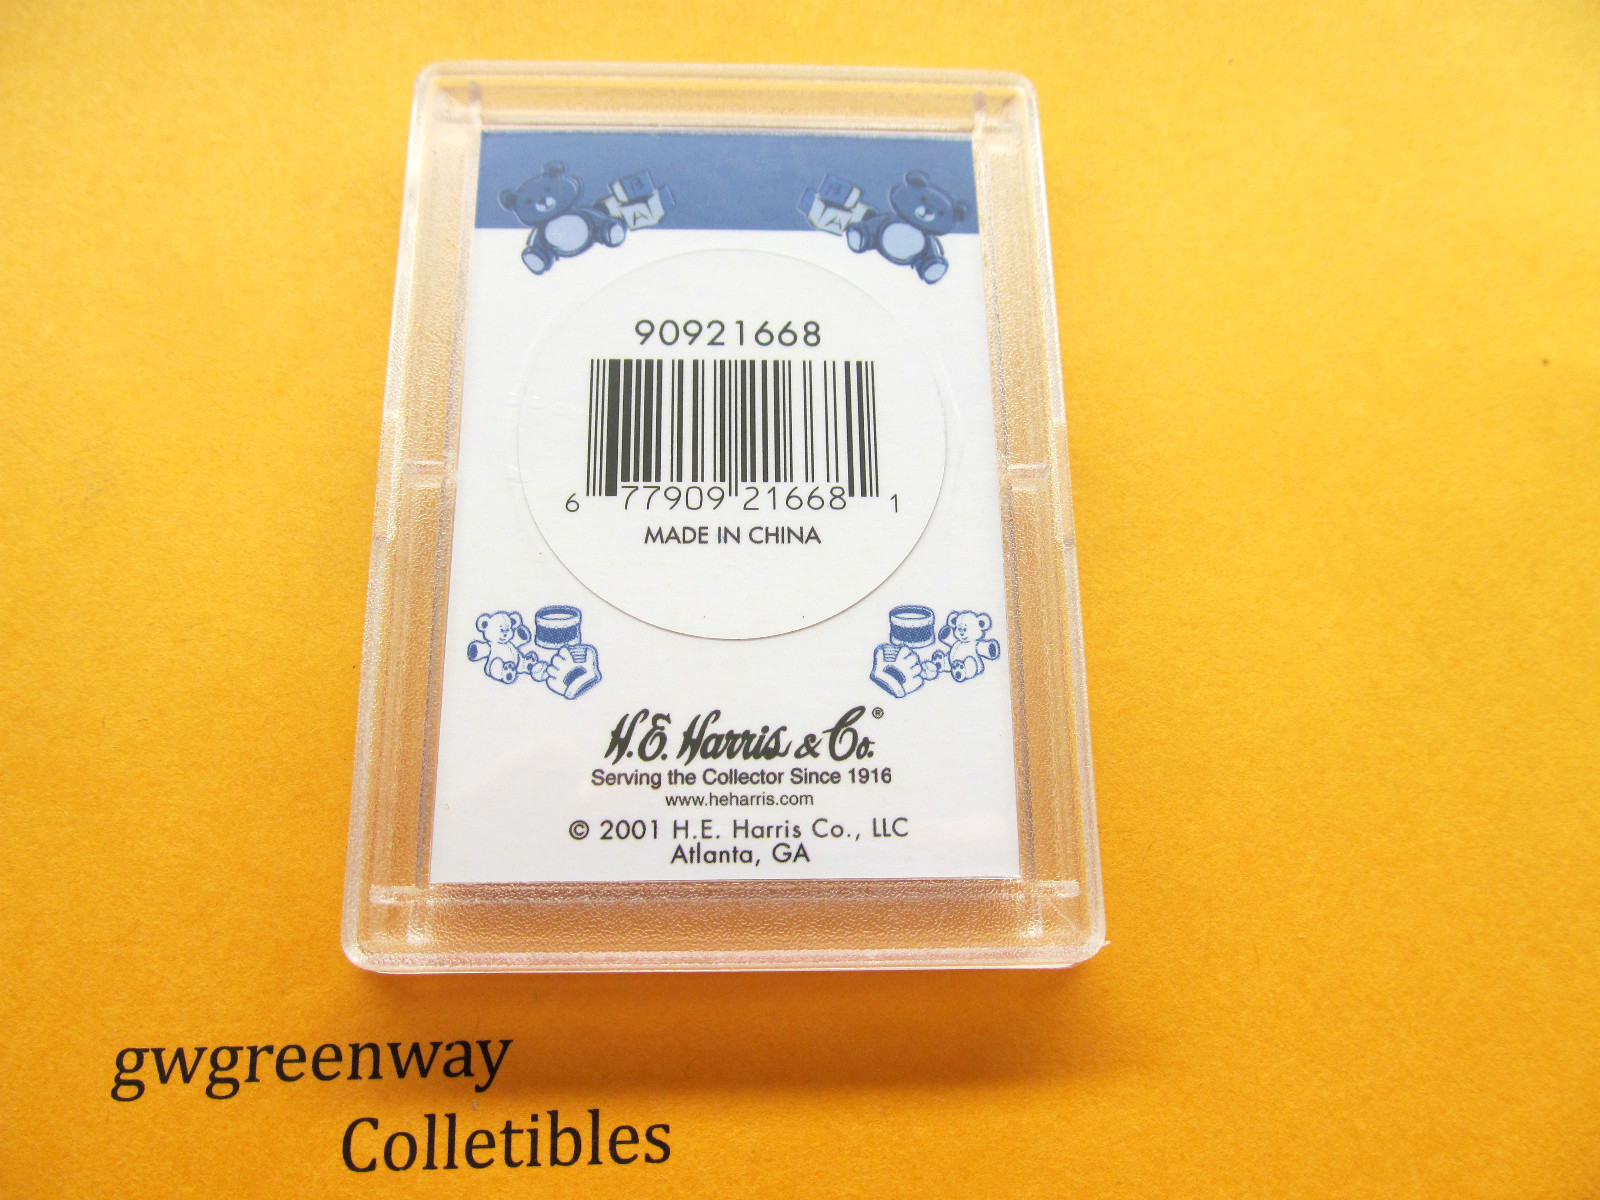 90921668
6 77909 21668 1
MADE IN CHINA
H.E. Harris & Co.®
Serving the Collector Since 1916
www.heharris.com
© 2001 H.E. Harris Co., LLC
Atlanta, GA
gwgreenway
Colletibles